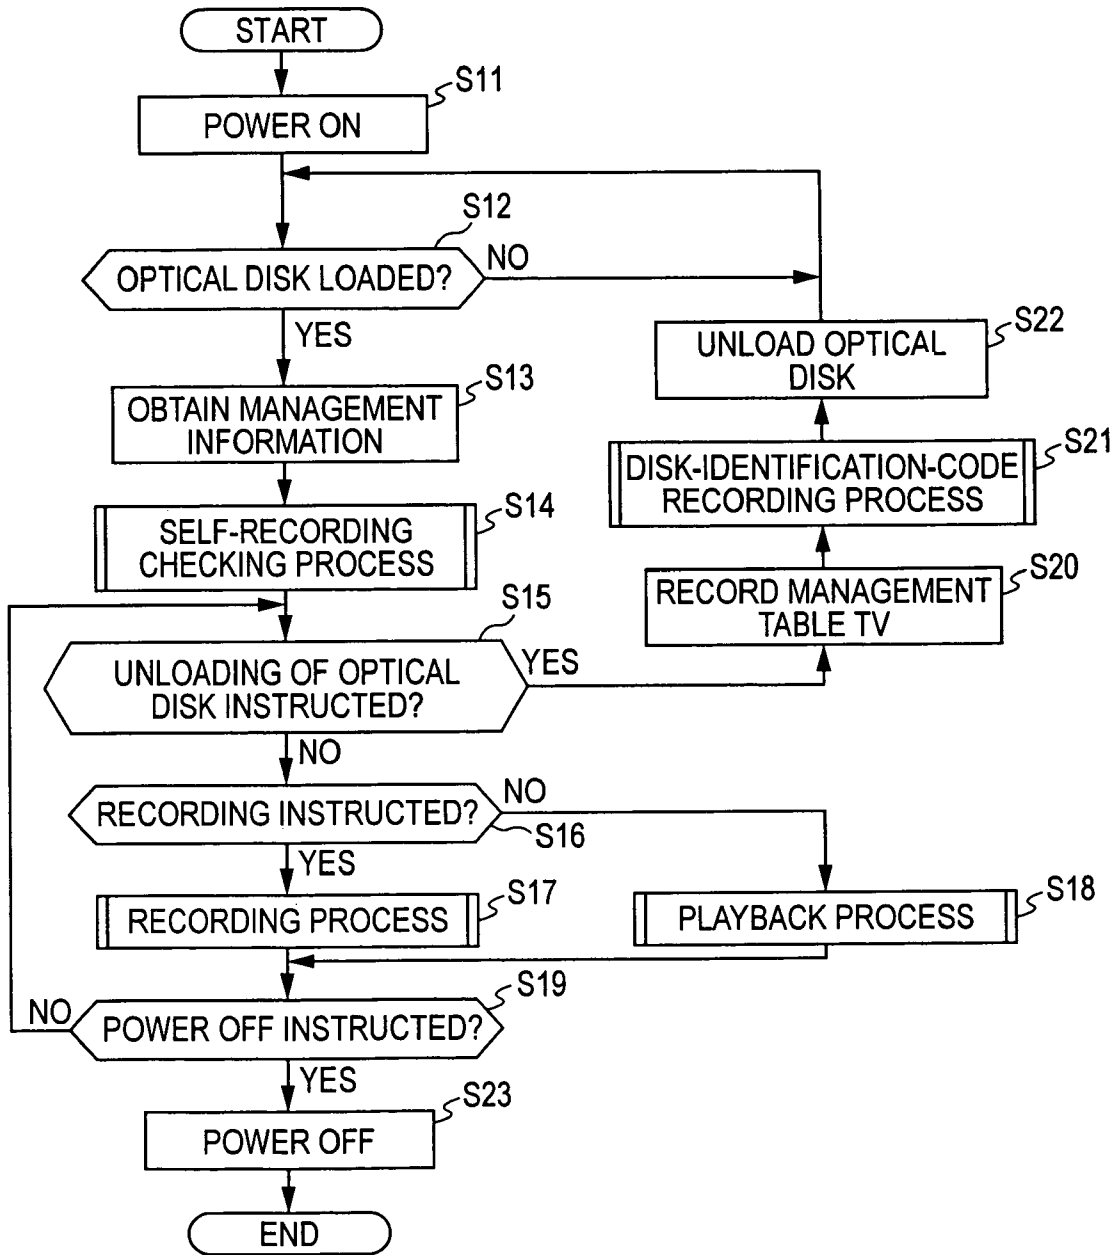 START
S11
POWER ON
S12
OPTICAL DISK LOADED?
NO
YES
S22
UNLOAD OPTICAL
DISK
S13
OBTAIN MANAGEMENT
INFORMATION
S21
DISK-IDENTIFICATION-CODE
RECORDING PROCESS
S14
SELF-RECORDING
CHECKING PROCESS
S20
RECORD MANAGEMENT
TABLE TV
S15
UNLOADING OF OPTICAL
DISK INSTRUCTED?
YES
NO
RECORDING INSTRUCTED?
NO
S16
YES
S17
RECORDING PROCESS
S18
PLAYBACK PROCESS
S19
NO
POWER OFF INSTRUCTED?
YES
S23
POWER OFF
END